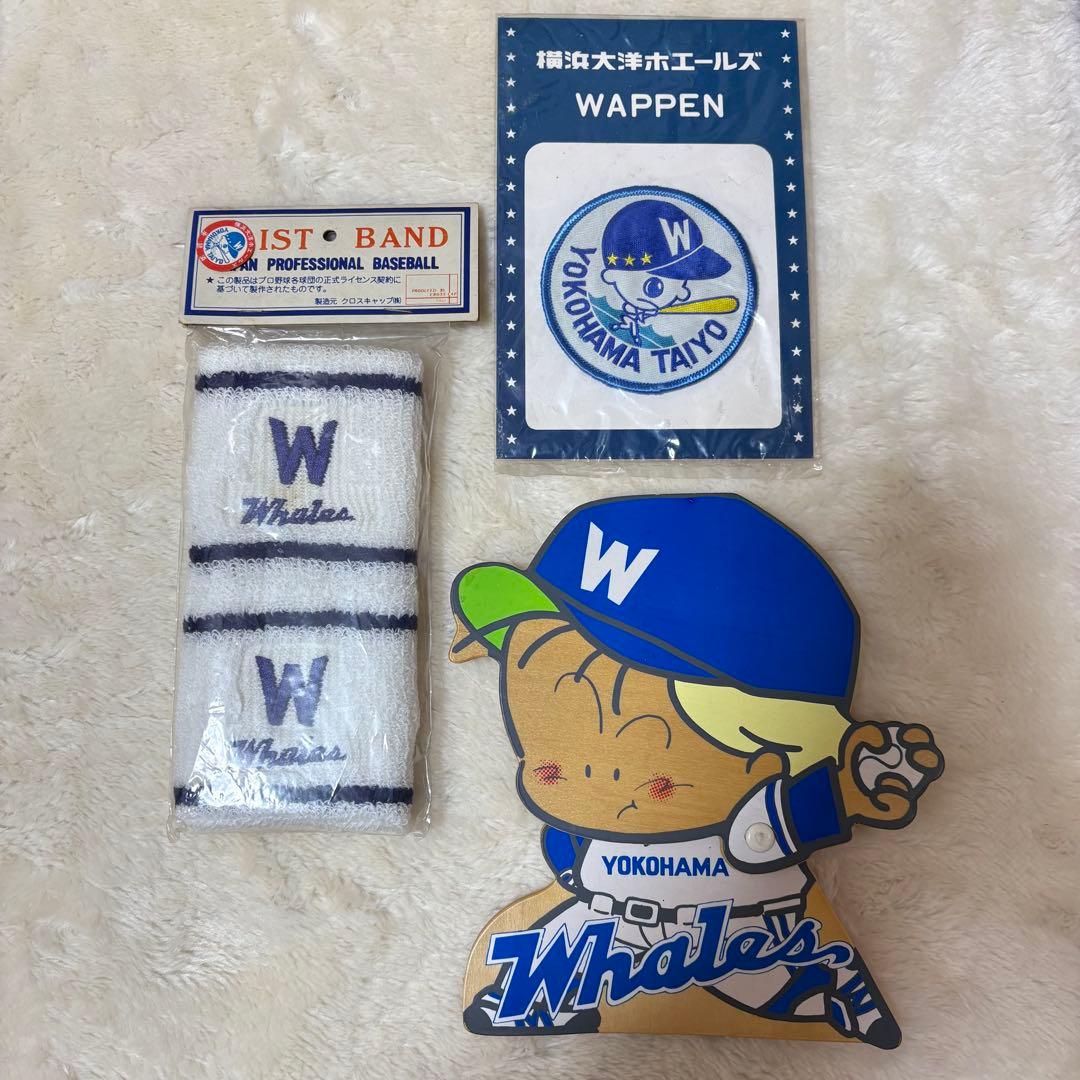 横浜大洋ホエールズ
WAPPEN
W
YOKOHAMA TAIYO
IST BAND
PAN PROFESSIONAL BASEBALL
★ この製品はプロ野球各球団の正式ライセンス契約に
基づいて製作されたものです。
製造元 クロスキャップ㈱
W
Whales
W
Whales
W
YOKOHAMA
Whales